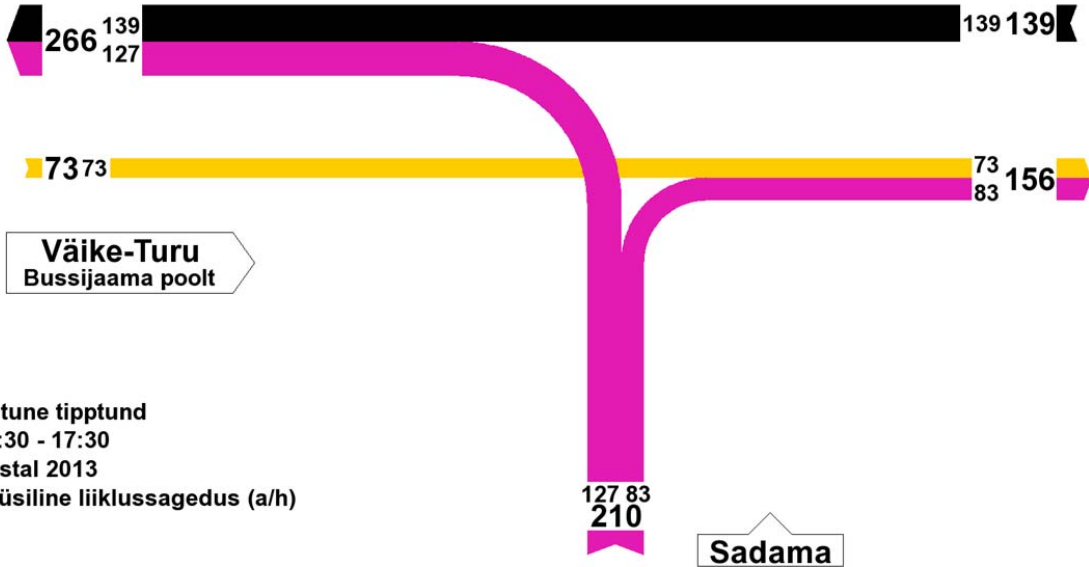 266 139
127
139 139
73 73
73
83 156
Väike-Turu
Bussijaama poolt
tune tipptund
:30 - 17:30
stal 2013
üsiline liiklussagedus (a/h)
127 83
210
Sadama